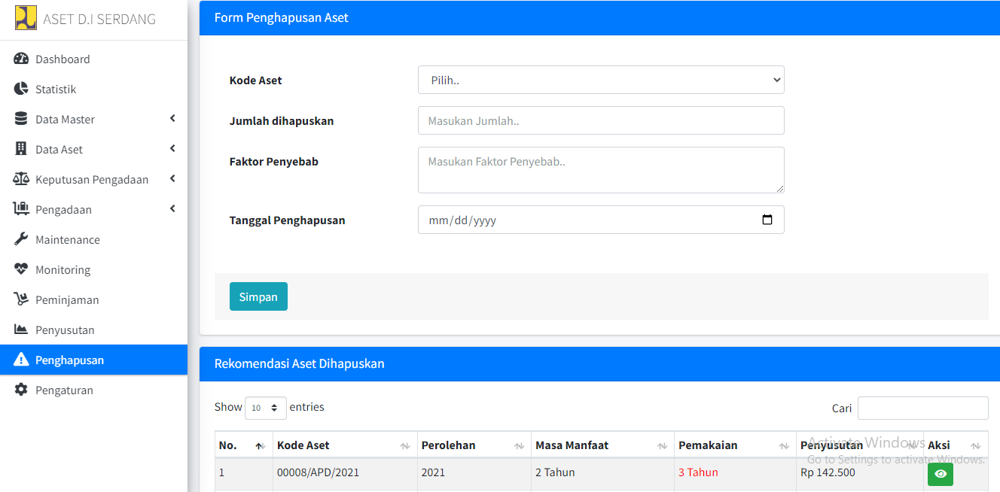 ASET D.I SERDANG
Dashboard
Statistik
Data Master
Data Aset
Keputusan Pengadaan
Pengadaan
Maintenance
Monitoring
Peminjaman
Penyusutan
Penghapusan
Pengaturan
Form Penghapusan Aset
Kode Aset Pilih..
Jumlah dihapuskan Masukan Jumlah..
Faktor Penyebab Masukan Faktor Penyebab..
Tanggal Penghapusan mm/dd/yyyy
Simpan
Rekomendasi Aset Dihapuskan
Show 10 entries Cari
No. Kode Aset Perolehan Masa Manfaat Pemakaian Penyusutan Aksi
1 00008/APD/2021 2021 2 Tahun 3 Tahun Rp 142.500
Activate Windows
Go to Settings to activate Windows.